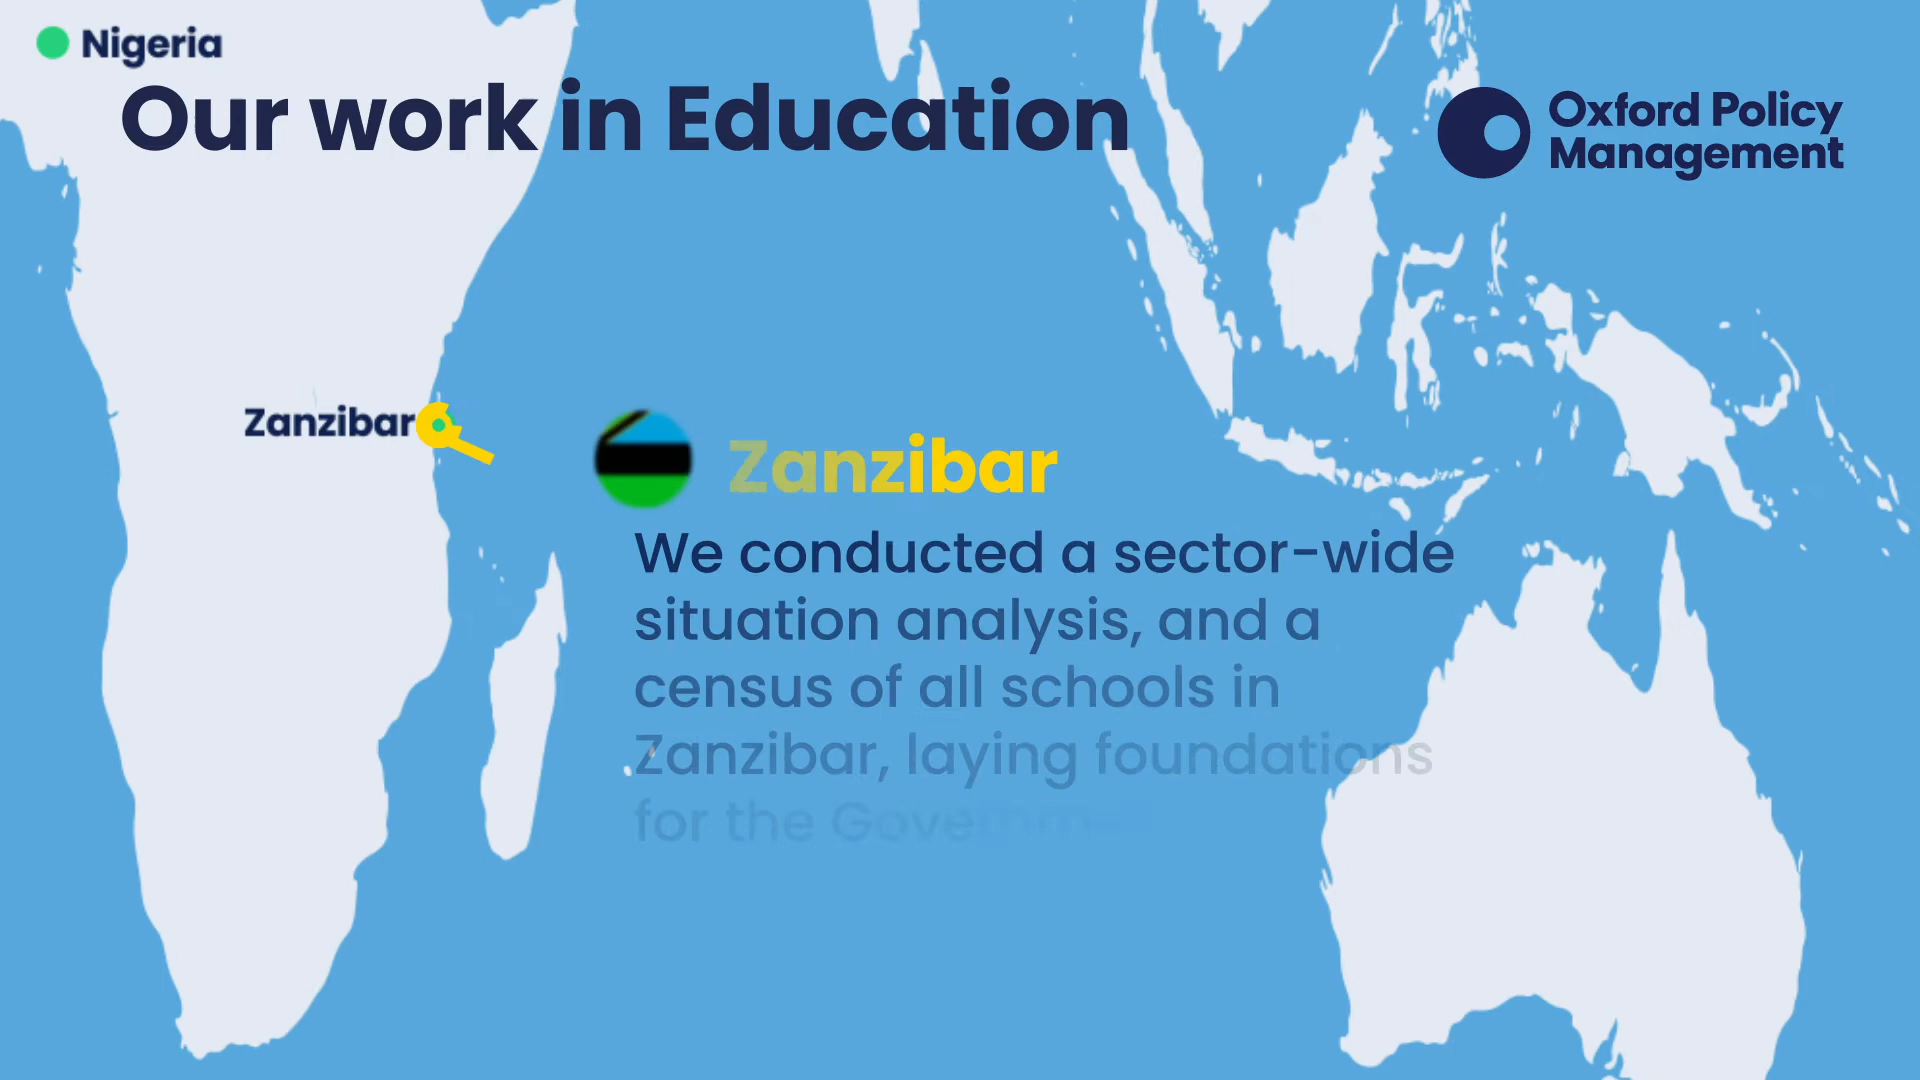 Nigeria
Our work in Education
Oxford Policy
Management
Zanzibar
Zanzibar
We conducted a sector-wide
situation analysis, and a
census of all schools in
Zanzibar, laying foundations
for the